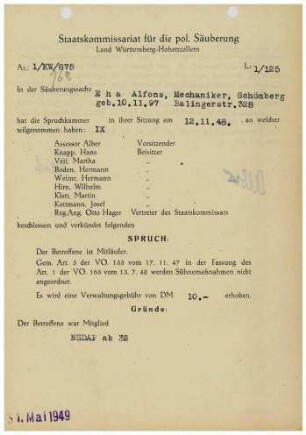 Staatskommissariat für die pol. Säuberung
Land Württemberg-Hohenzollern
Az.: 1/KW/875
L.: 1/125
In der Säuberungssache
E h a Alfons, Mechaniker, Schömberg
geb.10.11.97 Balingerstr.328
hat die Spruchkammer in ihrer Sitzung am 12.11.48. an welcher
teilgenommen haben: IX
Assessor Alber Vorsitzender
Knapp, Hans Beisitzer
Veit, Martha „
Boden, Hermann „
Weimr, Hermann „
Hirn, Wilhelm „
Klett, Martin „
Kottmann, Josef „
Reg.Ang. Otto Hager Vertreter des Staatskommissars
beschlossen und verkündet folgenden
SPRUCH:
Der Betroffene ist Mitläufer.
Gem. Art. 3 der VO. 133 vom 17. 11. 47 in der Fassung des
Art. 1 der VO. 165 vom 13. 7. 48 werden Sühnemaßnahmen nicht
angeordnet.
Es wird eine Verwaltungsgebühr von DM 10.- erhoben.
Gründe:
Der Betroffene war Mitglied
NSDAP ab 32
31. Mai 1949